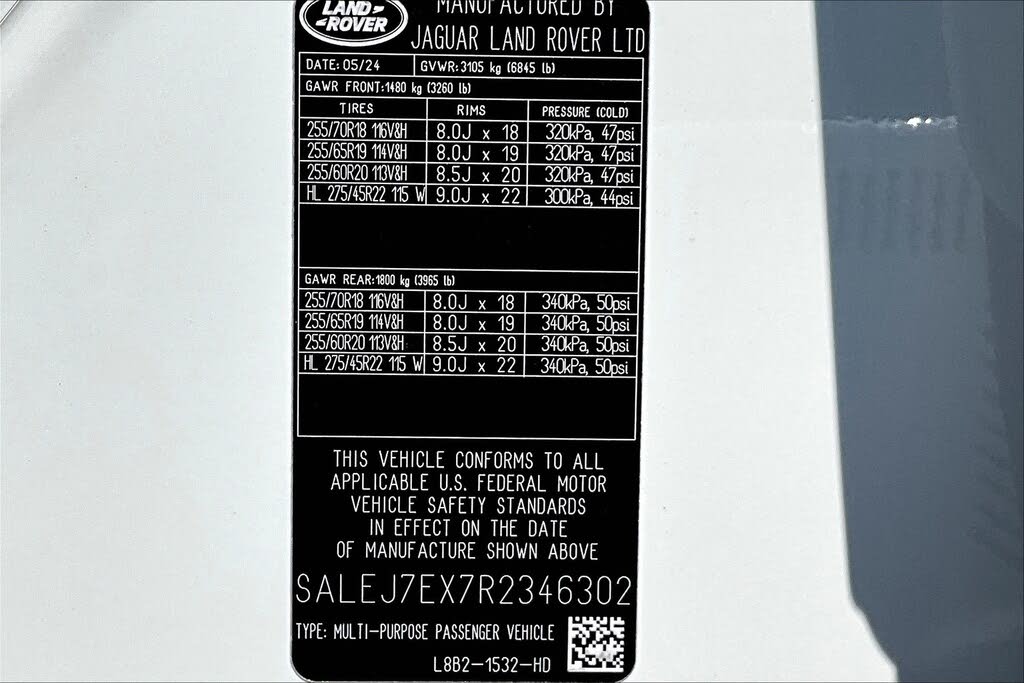 LAND-
-ROVER
MANUFACTURED BY
JAGUAR LAND ROVER LTD
DATE: 05/24 GVWR: 3105 kg (6845 lb)
GAWR FRONT: 1480 kg (3260 lb)
TIRES RIMS PRESSURE (COLD)
255/70R18 116V&H 8.0J x 18 320kPa, 47psi
255/65R19 114V&H 8.0J x 19 320kPa, 47psi
255/60R20 113V&H 8.5J x 20 320kPa, 47psi
HL 275/45R22 115 W 9.0J x 22 300kPa, 44psi
GAWR REAR: 1800 kg (3965 lb)
255/70R18 116V&H 8.0J x 18 340kPa, 50psi
255/65R19 114V&H 8.0J x 19 340kPa, 50psi
255/60R20 113V&H 8.5J x 20 340kPa, 50psi
HL 275/45R22 115 W 9.0J x 22 340kPa, 50psi
THIS VEHICLE CONFORMS TO ALL
APPLICABLE U.S. FEDERAL MOTOR
VEHICLE SAFETY STANDARDS
IN EFFECT ON THE DATE
OF MANUFACTURE SHOWN ABOVE
SALEJ7EX7R2346302
TYPE: MULTI-PURPOSE PASSENGER VEHICLE
L8B2-1532-HD